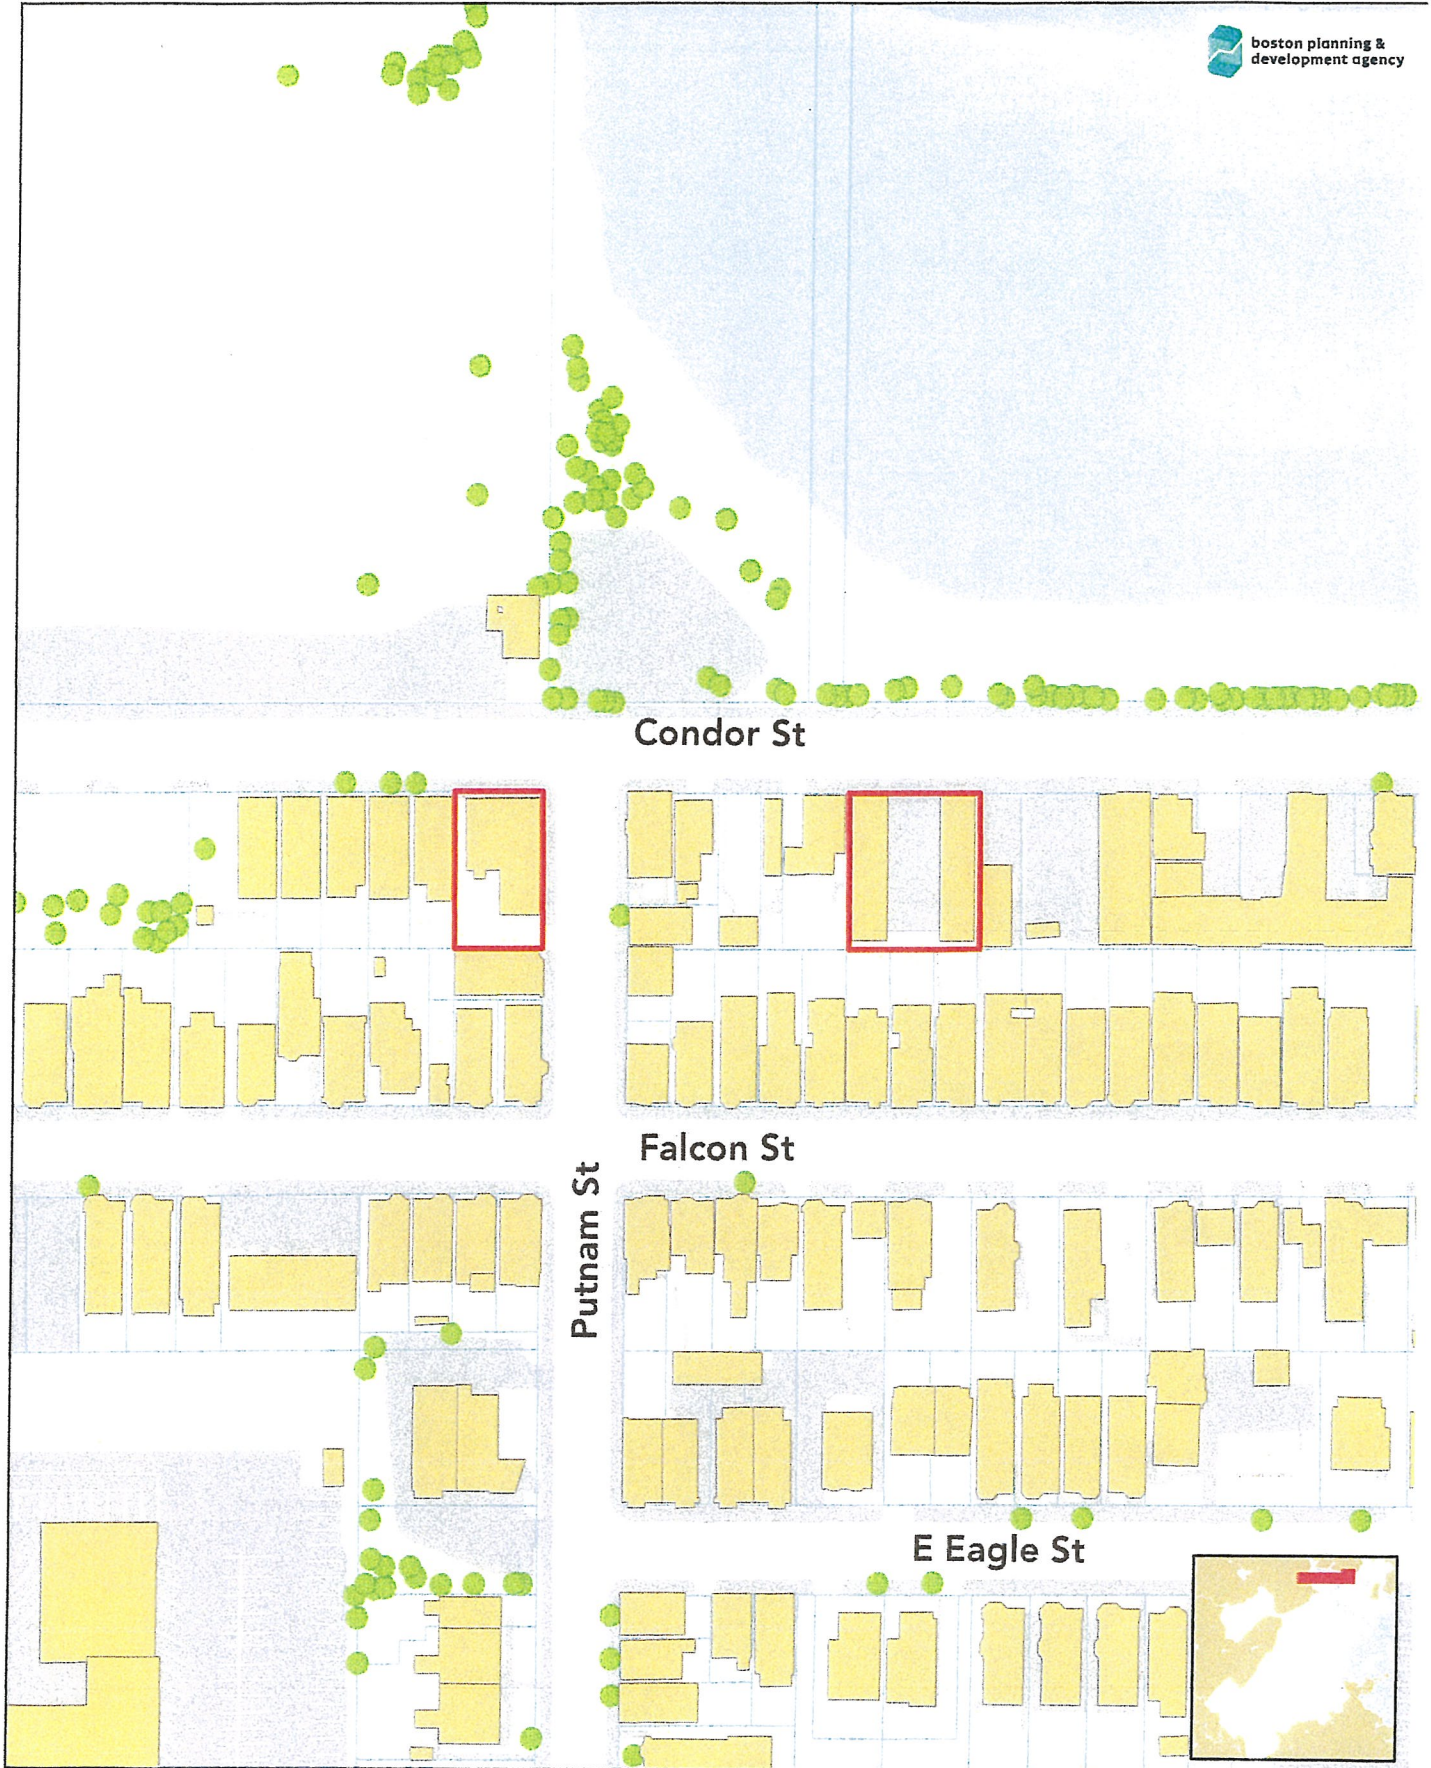 boston planning &
development agency
Condor St
Falcon St
Putnam St
E Eagle St